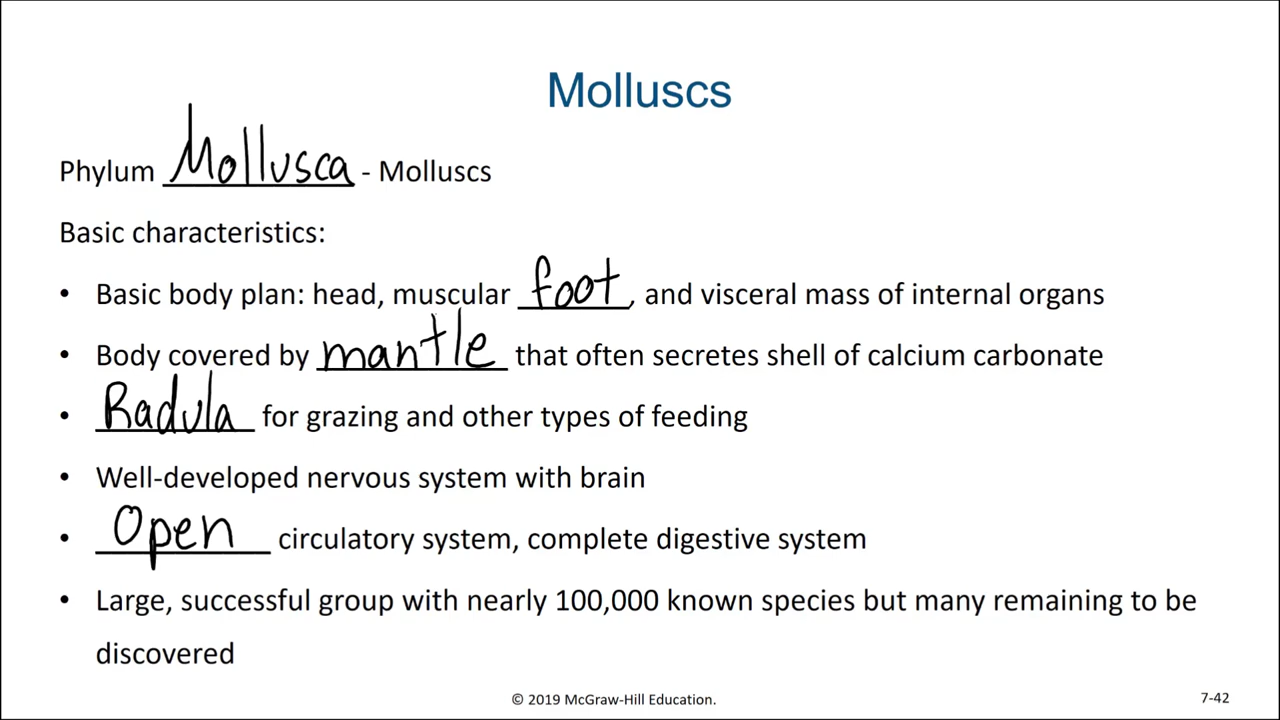 Molluscs
Phylum Mollusca - Molluscs
Basic characteristics:
• Basic body plan: head, muscular foot, and visceral mass of internal organs
• Body covered by mantle that often secretes shell of calcium carbonate
• Radula for grazing and other types of feeding
• Well-developed nervous system with brain
• Open circulatory system, complete digestive system
• Large, successful group with nearly 100,000 known species but many remaining to be
discovered
© 2019 McGraw-Hill Education.
7-42